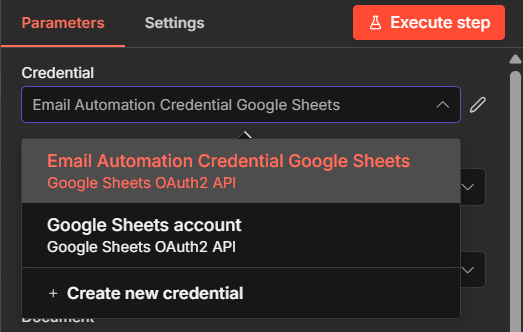 Parameters
Settings
Execute step
Credential
Email Automation Credential Google Sheets
Email Automation Credential Google Sheets
Google Sheets OAuth2 API
Google Sheets account
Google Sheets OAuth2 API
+ Create new credential
Document